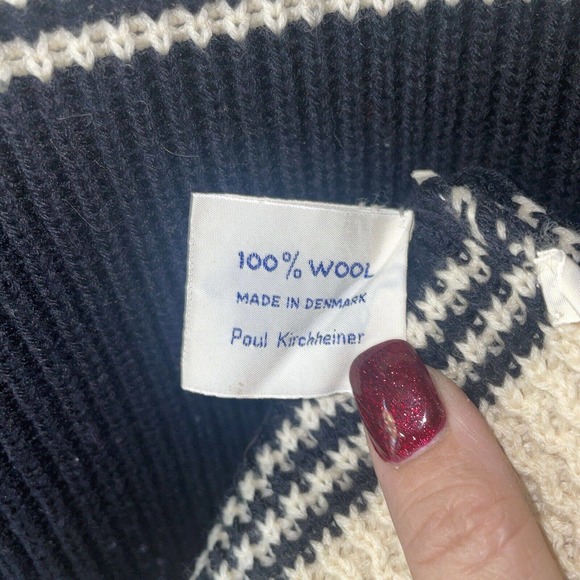 100% WOOL
MADE IN DENMARK
Poul Kirchheiner